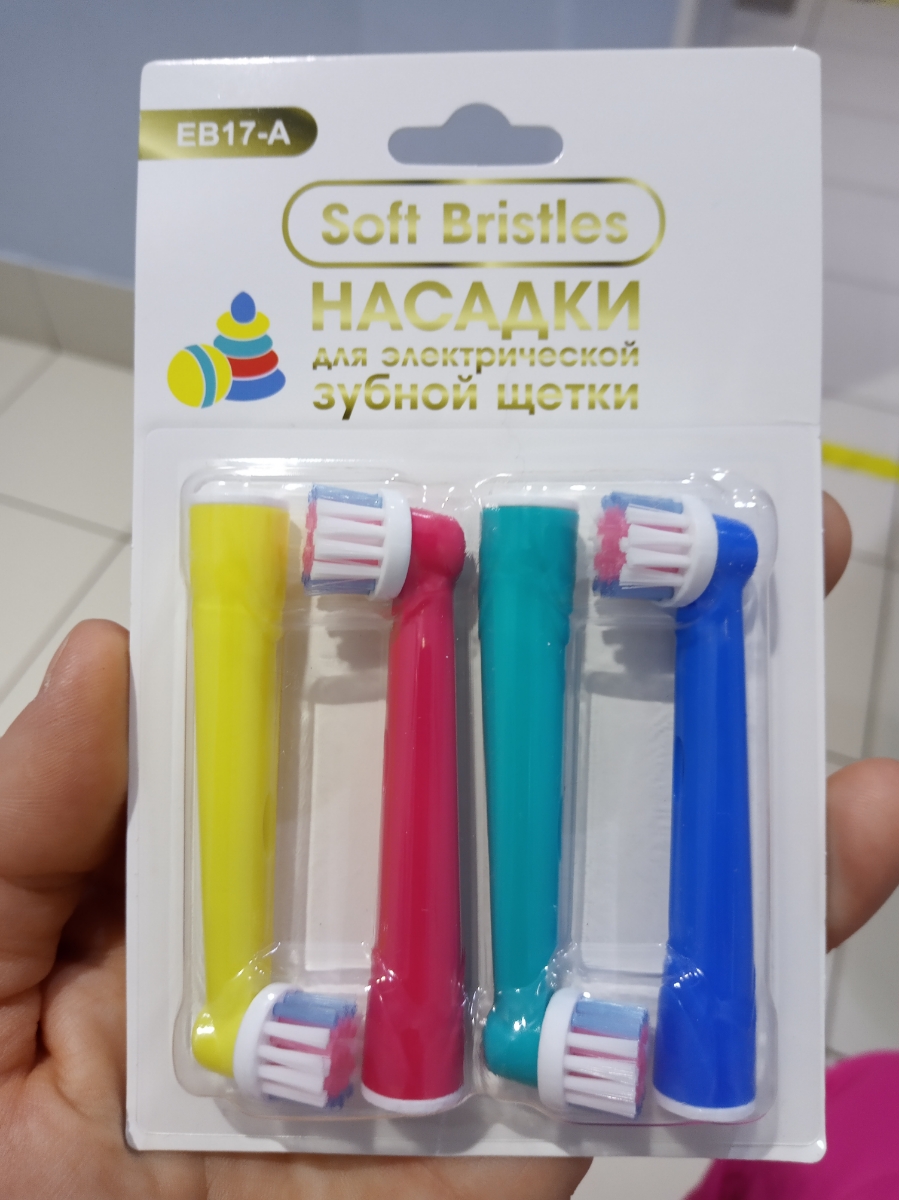 EB17-A
Soft Bristles
НАСАДКИ
для электрической
зубной щетки